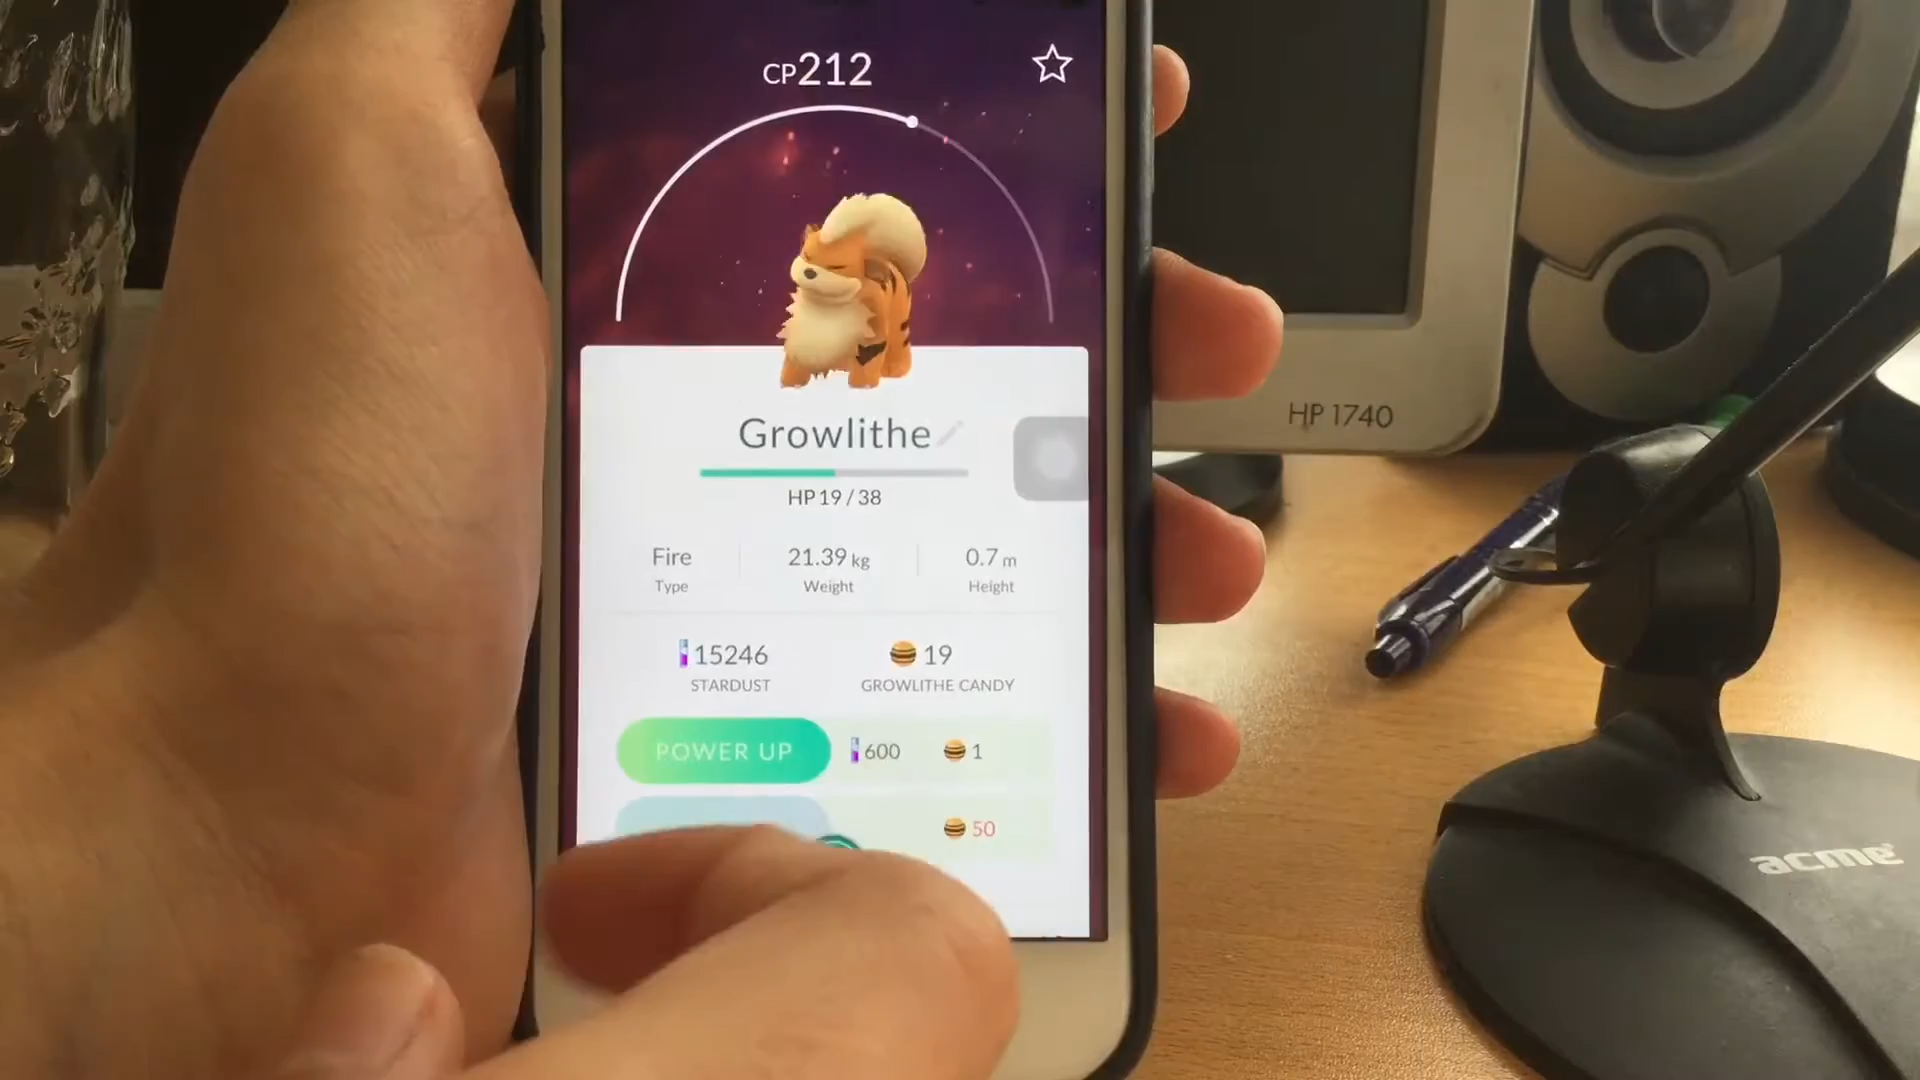 CP212
Growlithe
HP 19 / 38
Fire
Type
21.39 kg
Weight
0.7 m
Height
15246
STARDUST
19
GROWLITHE CANDY
POWER UP
600
1
50
HP 1740
acme